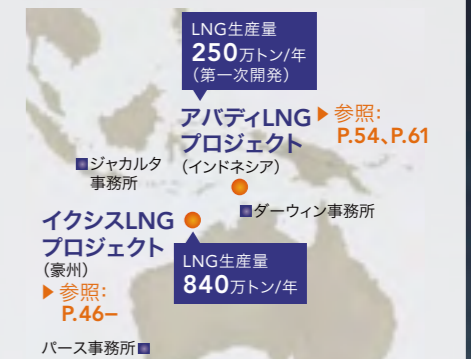 LNG生産量
250万トン/年
（第一次開発）
アバディLNG
プロジェクト
（インドネシア）
▶参照:
P.54、P.61
■ジャカルタ
事務所
■ダーウィン事務所
イクシスLNG
プロジェクト
（豪州）
▶参照:
P.46−
LNG生産量
840万トン/年
パース事務所■